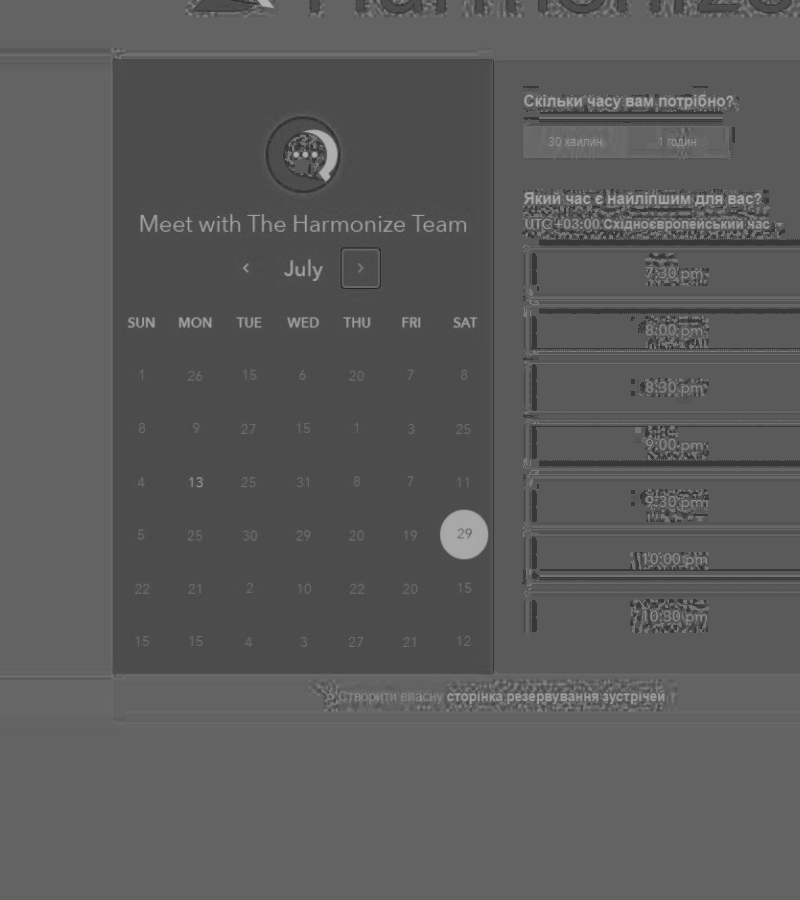 Harmonize
Meet with The Harmonize Team
July
SUN MON TUE WED THU FRI SAT
1 26 15 6 20 7 8
8 9 27 15 1 3 25
4 13 25 31 8 7 11
5 25 30 29 20 19 29
22 21 2 10 22 20 15
15 15 4 3 27 21 12
Скільки часу вам потрібно?
30 хвилин 1 годин
Який час є найліпшим для вас?
UTC +03:00 Східноєвропейський час
7:30 pm
8:00 pm
8:30 pm
9:00 pm
9:30 pm
10:00 pm
10:30 pm
Створити власну сторінка резервування зустрічей